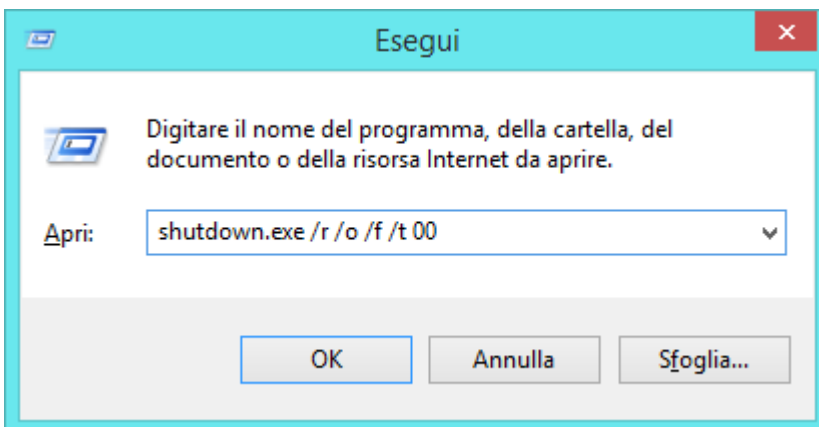 Esegui
Digitare il nome del programma, della cartella, del
documento o della risorsa Internet da aprire.
Apri: shutdown.exe /r /o /f /t 00
OK Annulla Sfoglia...